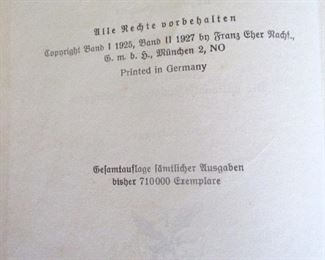 Alle Rechte vorbehalten
Copyright Band I 1925, Band II 1927 by Franz Eher Nachf.,
G. m. b. H., München 2, NO
Printed in Germany
Gesamtauflage sämtlicher Ausgaben
bisher 710000 Exemplare